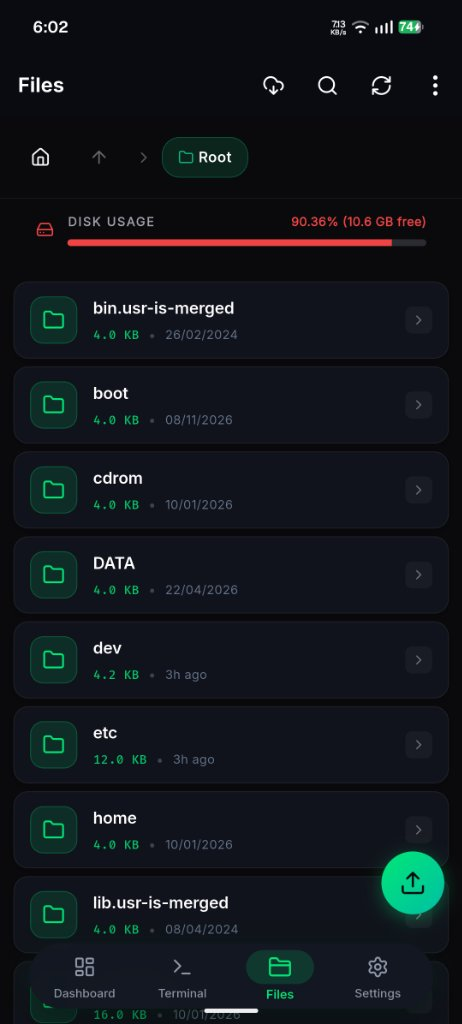 6:02
713
KB/s
74
Files
Root
DISK USAGE
90.36% (10.6 GB free)
bin.usr-is-merged
4.0 KB • 26/02/2024
boot
4.0 KB • 08/11/2026
cdrom
4.0 KB • 10/01/2026
DATA
4.0 KB • 22/04/2026
dev
4.2 KB • 3h ago
etc
12.0 KB • 3h ago
home
4.0 KB • 10/01/2026
lib.usr-is-merged
4.0 KB • 08/04/2024
Dashboard
Terminal
Files
Settings
16.0 KB • 10/01/2026